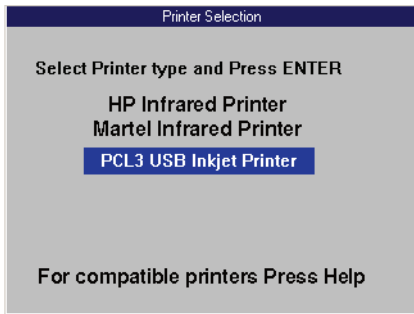 Printer Selection
Select Printer type and Press ENTER
HP Infrared Printer
Martel Infrared Printer
PCL3 USB Inkjet Printer
For compatible printers Press Help